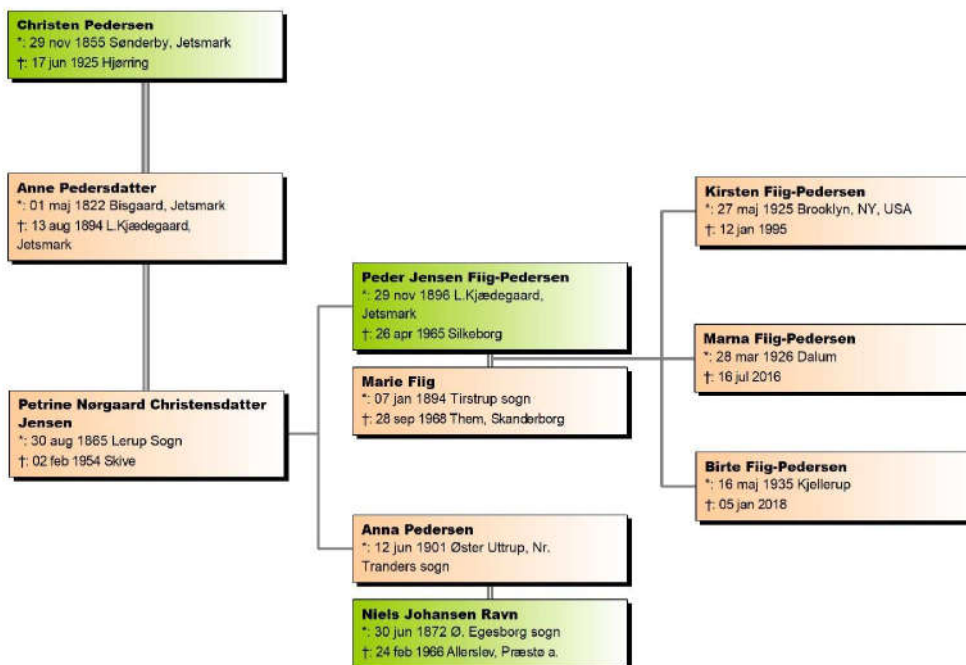 Christen Pedersen
*: 29 nov 1855 Sønderby, Jetsmark
†: 17 jun 1925 Hjørring
Anne Pedersdatter
*: 01 maj 1822 Bisgaard, Jetsmark
†: 13 aug 1894 L.Kjædegaard,
Jetsmark
Petrine Nørgaard Christensdatter
Jensen
*: 30 aug 1865 Lerup Sogn
†: 02 feb 1954 Skive
Peder Jensen Fiig-Pedersen
*: 29 nov 1896 L.Kjædegaard,
Jetsmark
†: 26 apr 1965 Silkeborg
Marie Fiig
*: 07 jan 1894 Tirstrup sogn
†: 28 sep 1968 Them, Skanderborg
Anna Pedersen
*: 12 jun 1901 Øster Uttrup, Nr.
Tranders sogn
Niels Johansen Ravn
*: 30 jun 1872 Ø. Egesborg sogn
†: 24 feb 1966 Allerslev, Præstø a.
Kirsten Fiig-Pedersen
*: 27 maj 1925 Brooklyn, NY, USA
†: 12 jan 1995
Marna Fiig-Pedersen
*: 28 mar 1926 Dalum
†: 16 jul 2016
Birte Fiig-Pedersen
*: 16 maj 1935 Kjellerup
†: 05 jan 2018